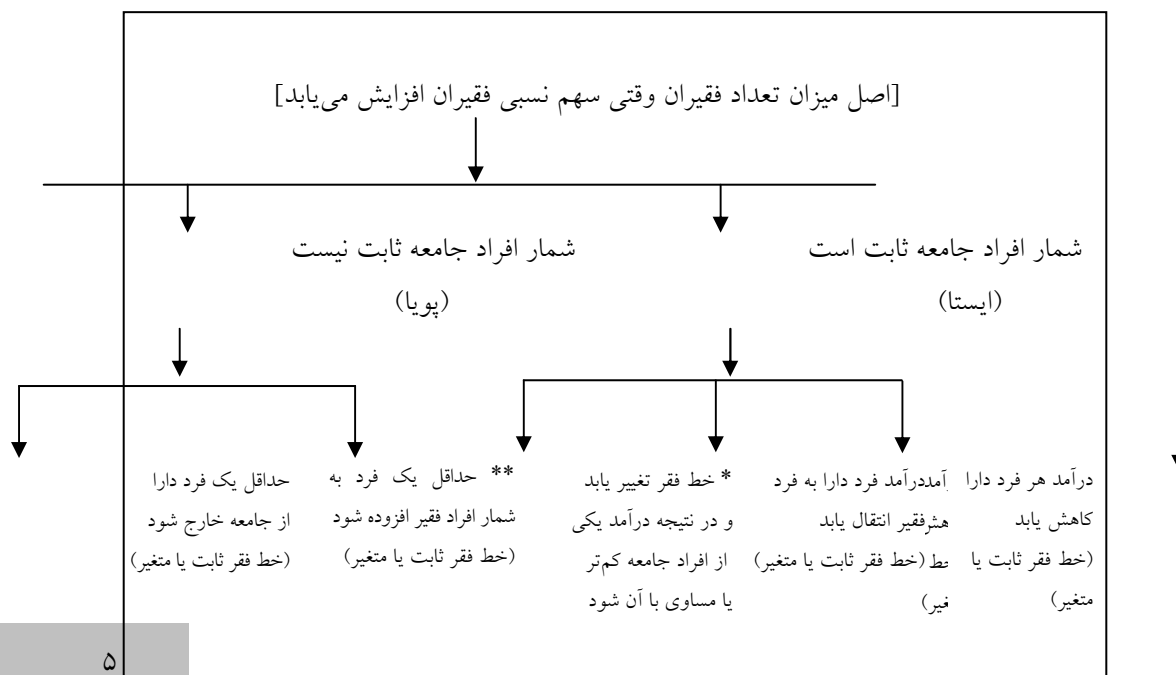 [اصل میزان تعداد فقیران وقتی سهم نسبی فقیران افزایش می‌یابد]
شمار افراد جامعه ثابت است
(ایستا)
شمار افراد جامعه ثابت نیست
(پویا)
درآمد هر فرد دارا
کاهش یابد
(خط فقر ثابت یا
متغیر)
درآمد فرد دارا به فرد
فقیر انتقال یابد
(خط فقر ثابت یا متغیر)
غیر)
* خط فقر تغییر یابد
و در نتیجه درآمد یکی
از افراد جامعه کم‌تر
یا مساوی با آن شود
** حداقل یک فرد به
شمار افراد فقیر افزوده شود
(خط فقر ثابت یا متغیر)
حداقل یک فرد دارا
از جامعه خارج شود
(خط فقر ثابت یا متغیر)
۵